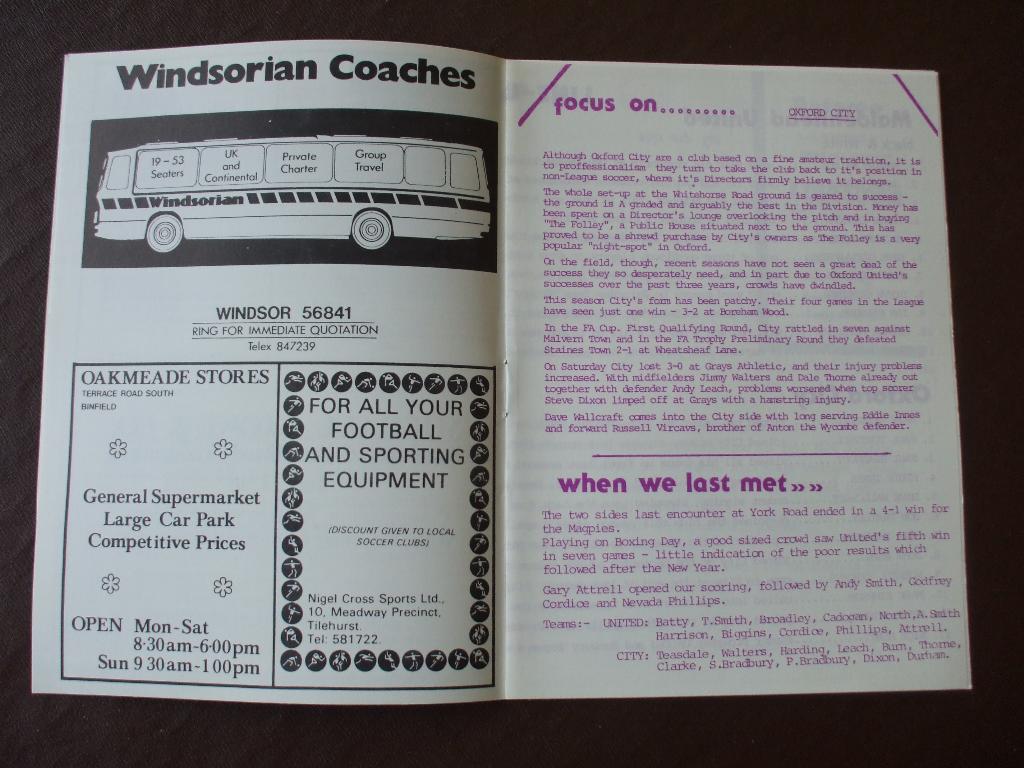 Windsorian Coaches
19 - 53
Seaters
UK
and
Continental
Private
Charter
Group
Travel
Windsorian
WINDSOR 56841
RING FOR IMMEDIATE QUOTATION
Telex 847239
OAKMEADE STORES
TERRACE ROAD SOUTH
BINFIELD
General Supermarket
Large Car Park
Competitive Prices
OPEN Mon-Sat
8·30am-6·00pm
Sun 9 30am-1 00pm
FOR ALL YOUR
FOOTBALL
AND SPORTING
EQUIPMENT
(DISCOUNT GIVEN TO LOCAL
SOCCER CLUBS)
Nigel Cross Sports Ltd.,
10, Meadway Precinct,
Tilehurst.
Tel: 581722.
focus on.........
OXFORD CITY
Although Oxford City are a club based on a fine amateur tradition, it is
to proffessionalism they turn to take the club back to it's position in
non-League soccer, where it's Directors firmly believe it belongs.
The whole set-up at the Whitehorse Road ground is geared to success -
the ground is A graded and arguably the best in the Division. Money has
been spent on a Director's lounge overlooking the pitch and in buying
"The Folley", a Public House situated next to the ground. This has
proved to be a shrewd purchase by City's owners as The Folley is a very
popular "night-spot" in Oxford.
On the field, though, recent seasons have not seen a great deal of the
success they so desperately need, and in part due to Oxford United's
successes over the past three years, crowds have dwindled.
This season City's form has been patchy. Their four games in the League
have seen just one win - 3-2 at Boreham Wood.
In the FA Cup. First Qualifying Round, City rattled in seven against
Malvern Town and in the FA Trophy Preliminary Round they defeated
Staines Town 2-1 at Wheatsheaf Lane.
On Saturday City lost 3-0 at Grays Athletic, and their injury problems
increased. With midfielders Jimmy Walters and Dale Thorne already out
together with defender Andy Leach, problems worsened when top scorer
Steve Dixon limped off at Grays with a hamstring injury.
Dave Wallcraft comes into the City side with long serving Eddie Innes
and forward Russell Vircavs, brother of Anton the Wycombe defender.
when we last met»»
The two sides last encounter at York Road ended in a 4-1 win for
the Magpies.
Playing on Boxing Day, a good sized crowd saw United's fifth win
in seven games - little indication of the poor results which
followed after the New Year.
Gary Attrell opened our scoring, followed by Andy Smith, Godfrey
Cordice and Nevada Phillips.
Teams:- UNITED: Batty, T.Smith, Broadley, Cadogan, North,A.Smith
Harrison, Biggins, Cordice, Phillips, Attrell.
CITY: Teasdale, Walters, Harding, Leach, Burn, Thorne,
Clarke, S.Bradbury, P.Bradbury, Dixon, Durham.